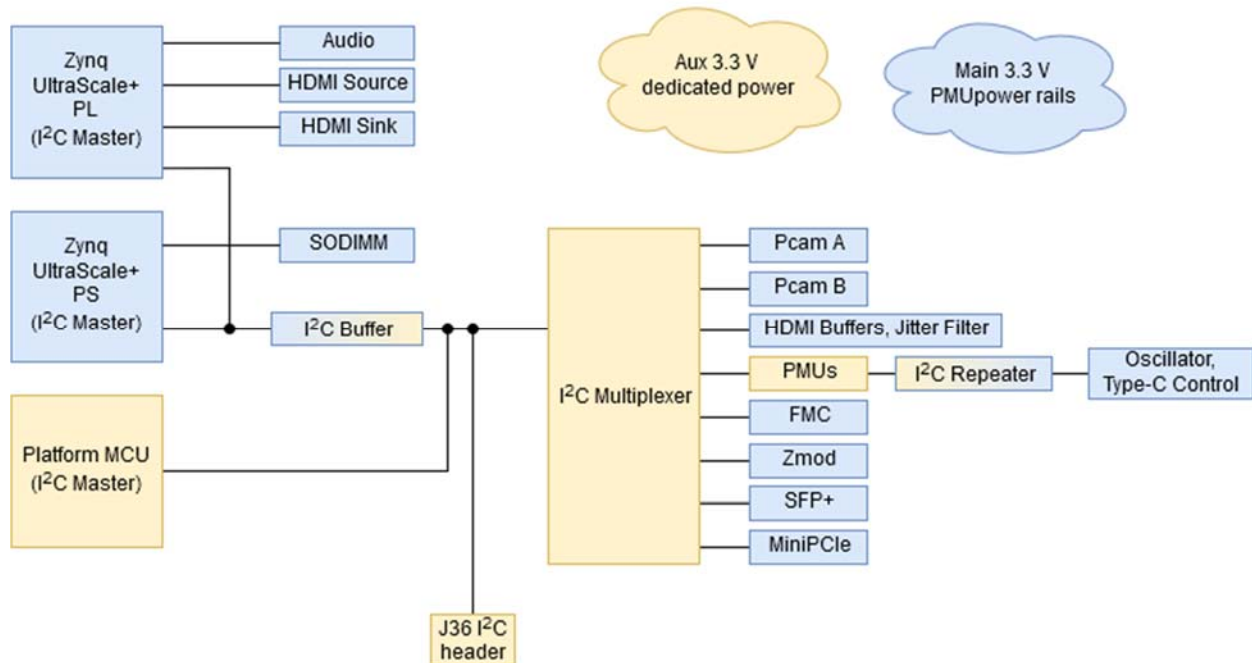 Zynq
UltraScale+
PL
(I²C Master)
Audio
HDMI Source
HDMI Sink
Aux 3.3 V
dedicated power
Main 3.3 V
PMUpower rails
Zynq
UltraScale+
PS
(I²C Master)
SODIMM
I²C Buffer
Platform MCU
(I²C Master)
J36 I²C
header
I²C Multiplexer
Pcam A
Pcam B
HDMI Buffers, Jitter Filter
PMUs
I²C Repeater
Oscillator,
Type-C Control
FMC
Zmod
SFP+
MiniPCIe